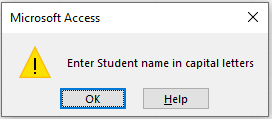 Microsoft Access
Enter Student name in capital letters
OK
Help